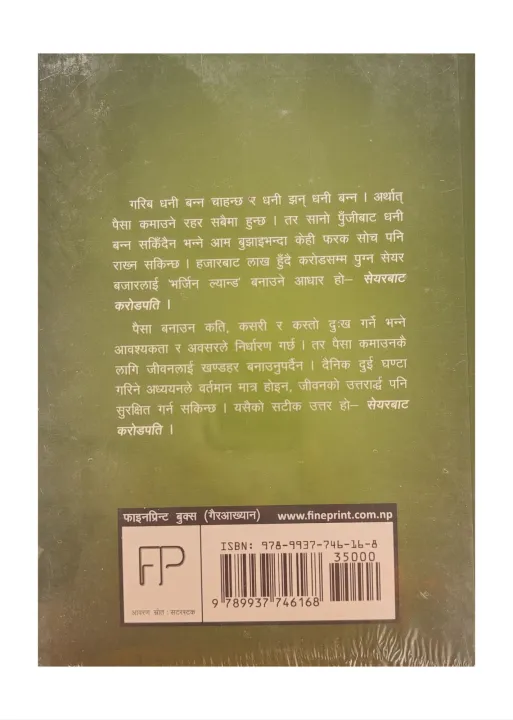 गरिब धनी बन्न चाहन्छ र धनी झन् धनी बन्न । अर्थात्
पैसा कमाउने रहर सबैमा हुन्छ । तर सानो पुँजीबाट धनी
बन्न सकिँदैन भन्ने आम बुझाइभन्दा केही फरक सोच पनि
राख्न सकिन्छ । हजारबाट लाख हुँदै करोडसम्म पुग्न सेयर
बजारलाई 'मर्जिन ल्यान्ड' बनाउने आधार हो– सेयरबाट
करोडपति ।
पैसा बनाउन कति, कसरी र कस्तो दुःख गर्ने भन्ने
आवश्यकता र अवसरले निर्धारण गर्छ । तर पैसा कमाउनकै
लागि जीवनलाई खण्डहर बनाउनुपर्दैन । दैनिक दुई घण्टा
गरिने अध्ययनले वर्तमान मात्र होइन, जीवनको उत्तरार्द्ध पनि
सुरक्षित गर्न सकिन्छ । यसैको सटीक उत्तर हो– सेयरबाट
करोडपति ।
फाइनप्रिन्ट बुक्स (गैरआख्यान) www.fineprint.com.np
FP
ISBN: 978-9937-746-16-8
35000
9 789937 746168
आवरण स्रोत : सटरस्टक